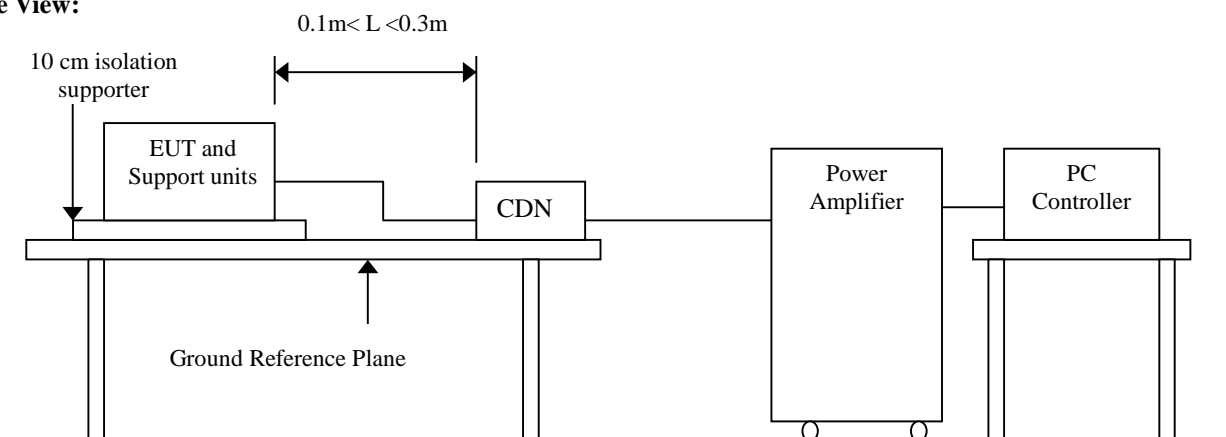 e View:
0.1m< L <0.3m
10 cm isolation
supporter
EUT and
Support units
CDN
Power
Amplifier
PC
Controller
Ground Reference Plane